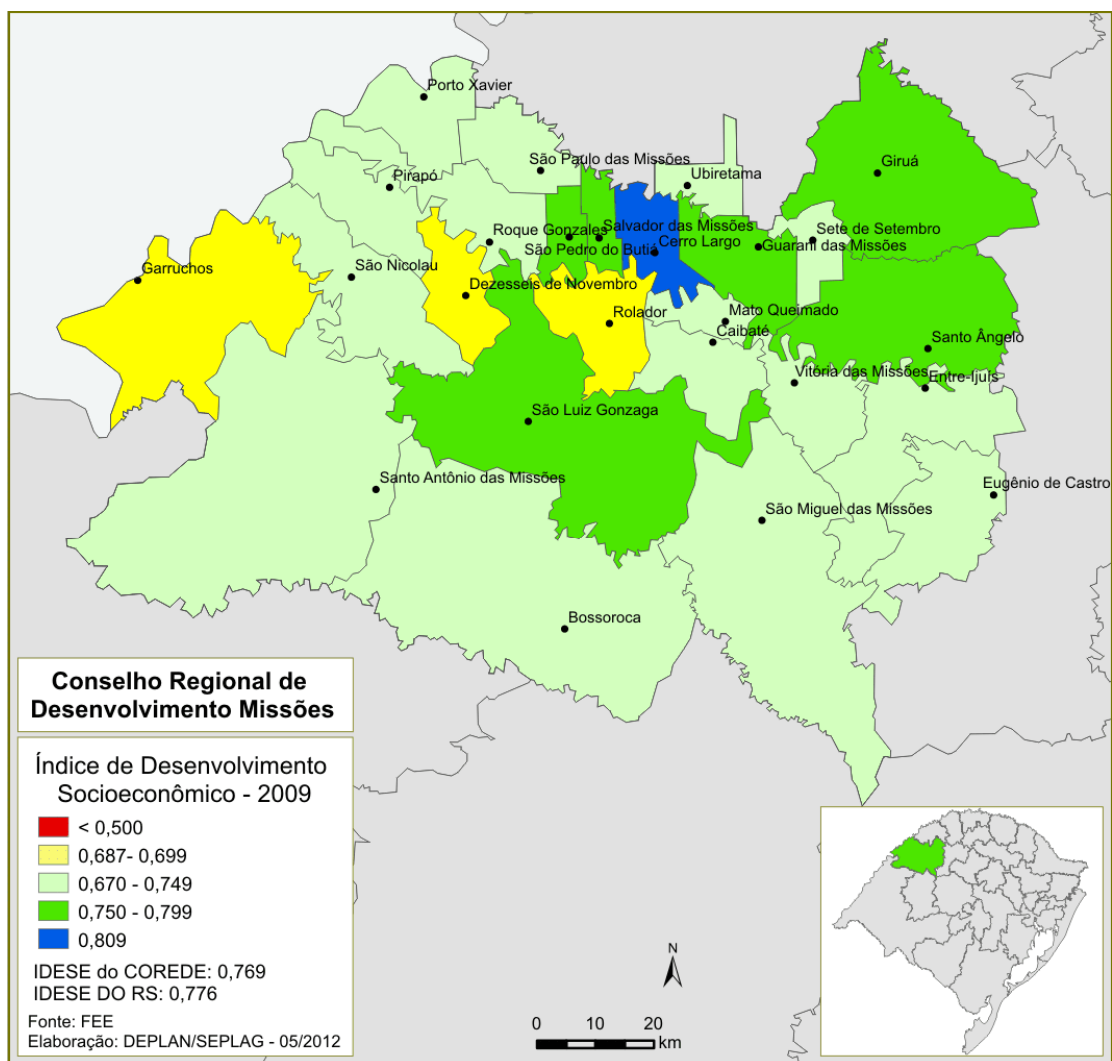 Porto Xavier
São Paulo das Missões
Giruá
Pirapó
Ubiretama
Salvador das Missões
Sete de Setembro
Roque Gonzales
São Pedro do Butiá
Cerro Largo
Guarani das Missões
Garruchos
São Nicolau
Dezesseis de Novembro
Rolador
Mato Queimado
Caibaté
Santo Ângelo
Vitória das Missões
Entre-Ijuís
São Luiz Gonzaga
Santo Antônio das Missões
Eugênio de Castro
São Miguel das Missões
Bossoroca
Conselho Regional de
Desenvolvimento Missões
Índice de Desenvolvimento
Socioeconômico - 2009
< 0,500
0,687- 0,699
0,670 - 0,749
0,750 - 0,799
0,809
IDESE do COREDE: 0,769
IDESE DO RS: 0,776
Fonte: FEE
Elaboração: DEPLAN/SEPLAG - 05/2012
N
0 10 20
km